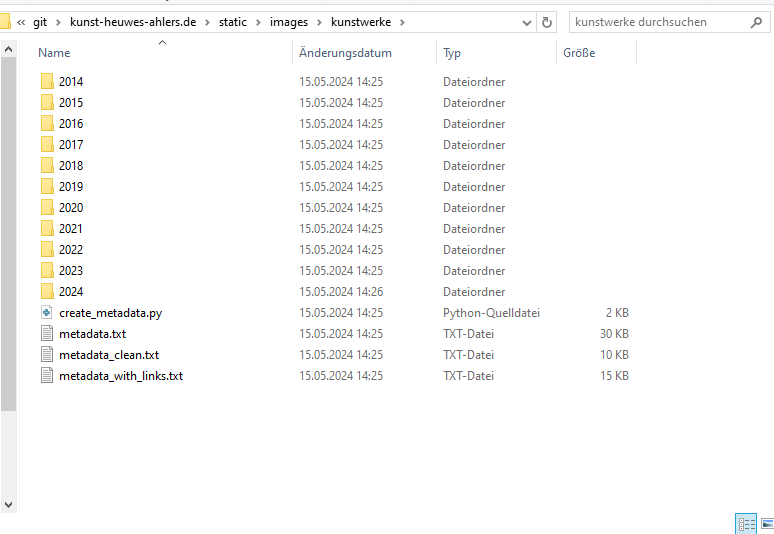 « git › kunst-heuwes-ahlers.de › static › images › kunstwerke › kunstwerke durchsuchen
Name Änderungsdatum Typ Größe
2014 15.05.2024 14:25 Dateiordner
2015 15.05.2024 14:25 Dateiordner
2016 15.05.2024 14:25 Dateiordner
2017 15.05.2024 14:25 Dateiordner
2018 15.05.2024 14:25 Dateiordner
2019 15.05.2024 14:25 Dateiordner
2020 15.05.2024 14:25 Dateiordner
2021 15.05.2024 14:25 Dateiordner
2022 15.05.2024 14:25 Dateiordner
2023 15.05.2024 14:25 Dateiordner
2024 15.05.2024 14:26 Dateiordner
create_metadata.py 15.05.2024 14:25 Python-Quelldatei 2 KB
metadata.txt 15.05.2024 14:25 TXT-Datei 30 KB
metadata_clean.txt 15.05.2024 14:25 TXT-Datei 10 KB
metadata_with_links.txt 15.05.2024 14:25 TXT-Datei 15 KB